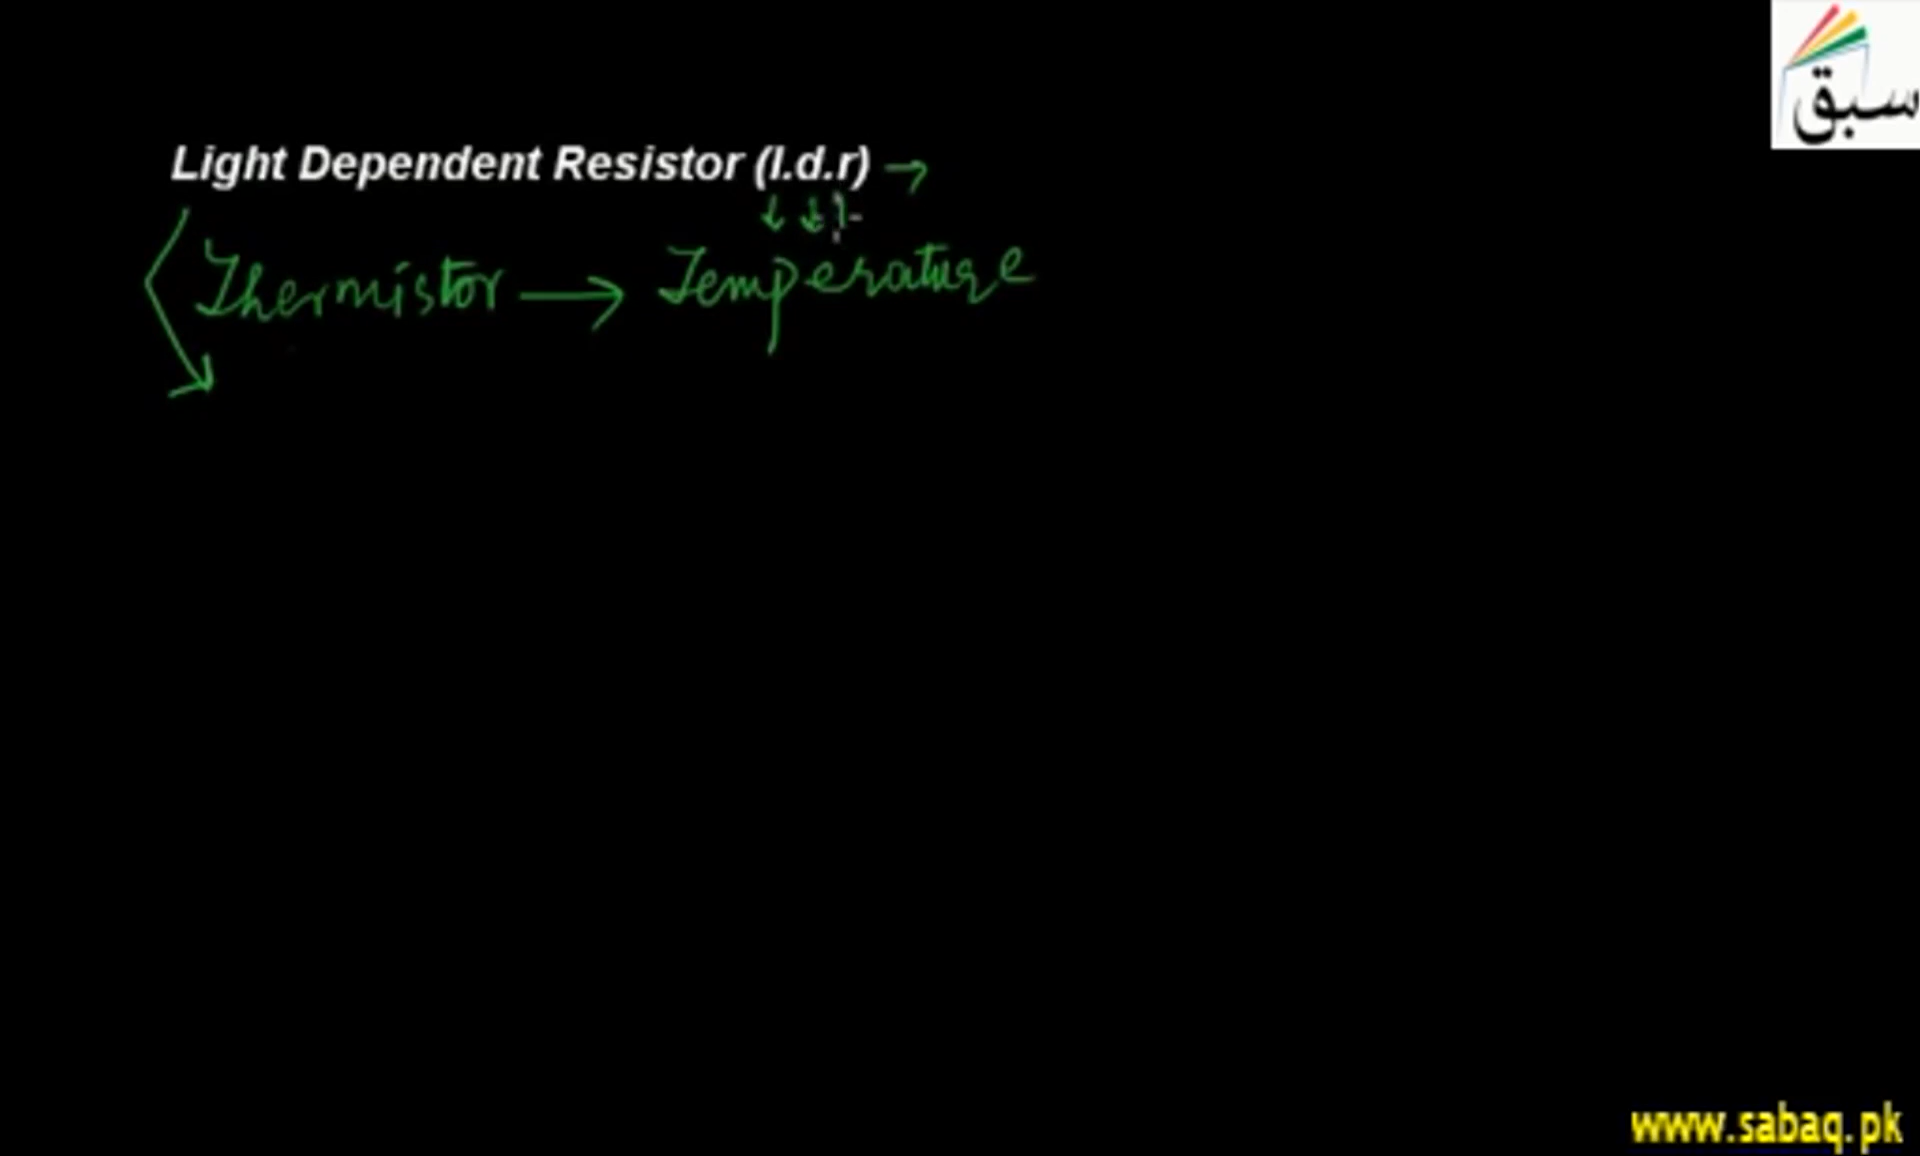 سبق
Light Dependent Resistor (l.d.r) →
Thermistor → Temperature
www.sabaq.pk